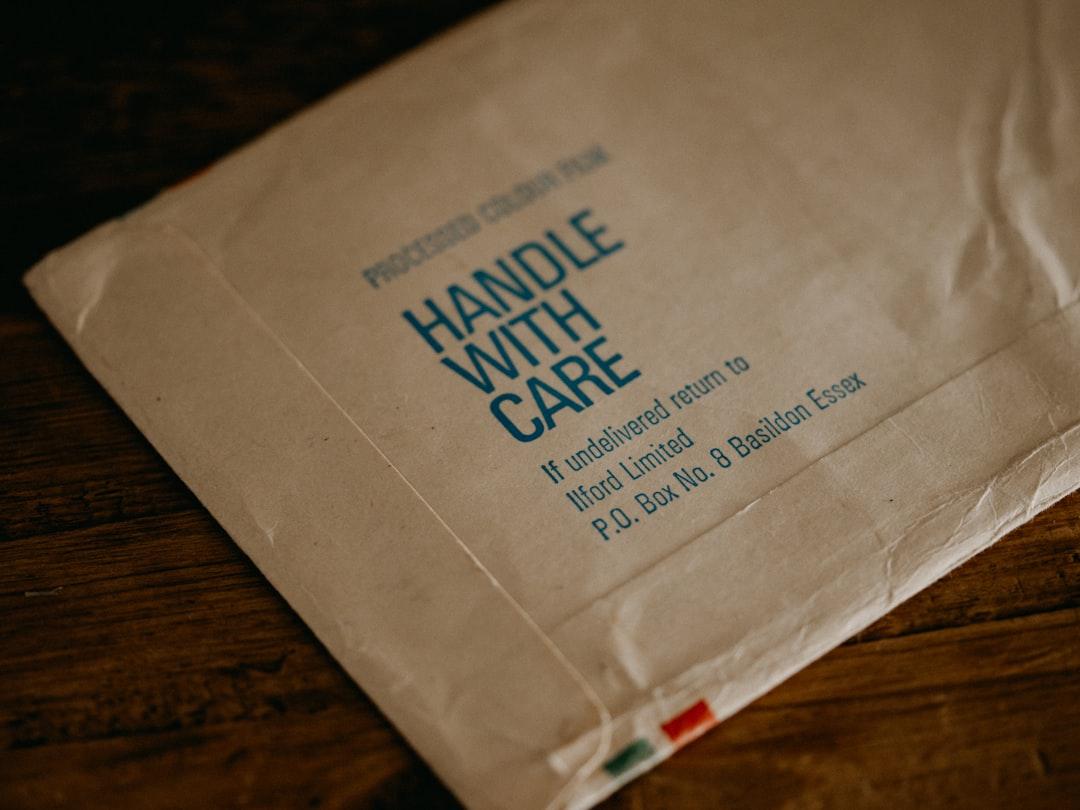 PROCESSED COLOUR FILM
HANDLE
WITH
CARE
If undelivered return to
Ilford Limited
P.O. Box No. 8 Basildon Essex